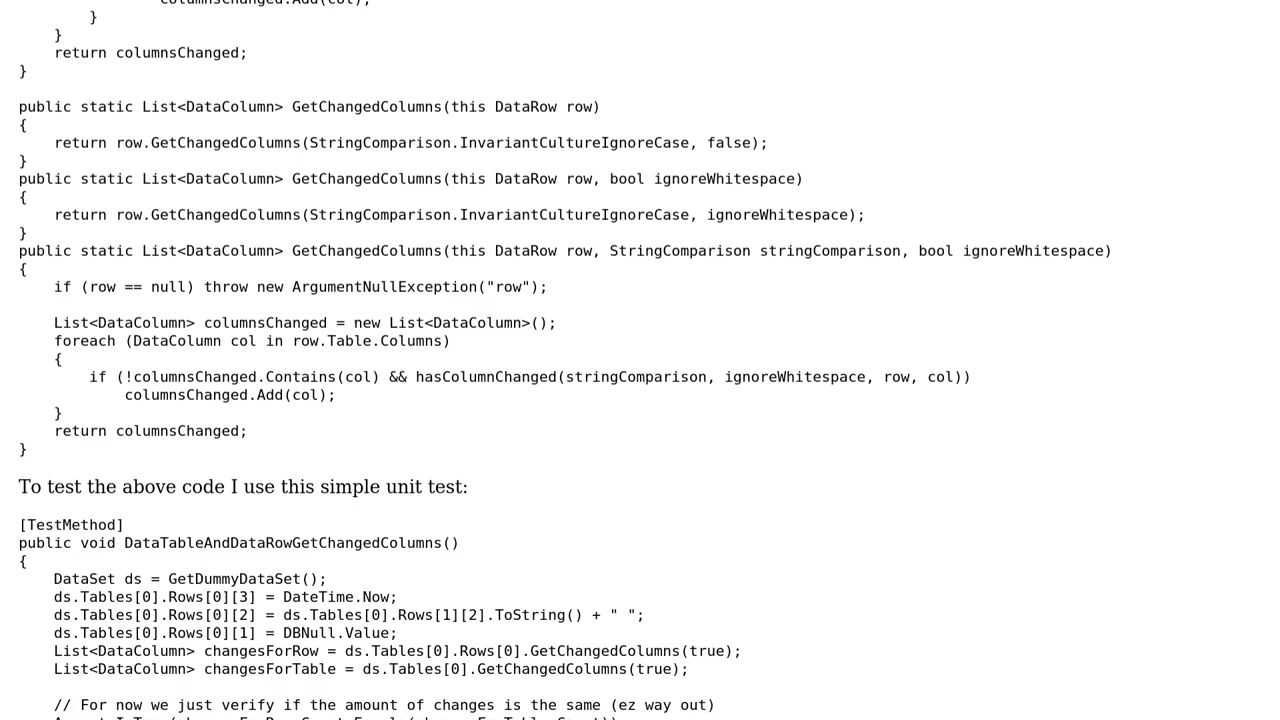 columnsChanged.Add(col);
        }
    }
    return columnsChanged;
}

public static List<DataColumn> GetChangedColumns(this DataRow row)
{
    return row.GetChangedColumns(StringComparison.InvariantCultureIgnoreCase, false);
}
public static List<DataColumn> GetChangedColumns(this DataRow row, bool ignoreWhitespace)
{
    return row.GetChangedColumns(StringComparison.InvariantCultureIgnoreCase, ignoreWhitespace);
}
public static List<DataColumn> GetChangedColumns(this DataRow row, StringComparison stringComparison, bool ignoreWhitespace)
{
    if (row == null) throw new ArgumentNullException("row");

    List<DataColumn> columnsChanged = new List<DataColumn>();
    foreach (DataColumn col in row.Table.Columns)
    {
        if (!columnsChanged.Contains(col) && hasColumnChanged(stringComparison, ignoreWhitespace, row, col))
            columnsChanged.Add(col);
    }
    return columnsChanged;
}

To test the above code I use this simple unit test:

[TestMethod]
public void DataTableAndDataRowGetChangedColumns()
{
    DataSet ds = GetDummyDataSet();
    ds.Tables[0].Rows[0][3] = DateTime.Now;
    ds.Tables[0].Rows[0][2] = ds.Tables[0].Rows[1][2].ToString() + " ";
    ds.Tables[0].Rows[0][1] = DBNull.Value;
    List<DataColumn> changesForRow = ds.Tables[0].Rows[0].GetChangedColumns(true);
    List<DataColumn> changesForTable = ds.Tables[0].GetChangedColumns(true);

    // For now we just verify if the amount of changes is the same (ez way out)